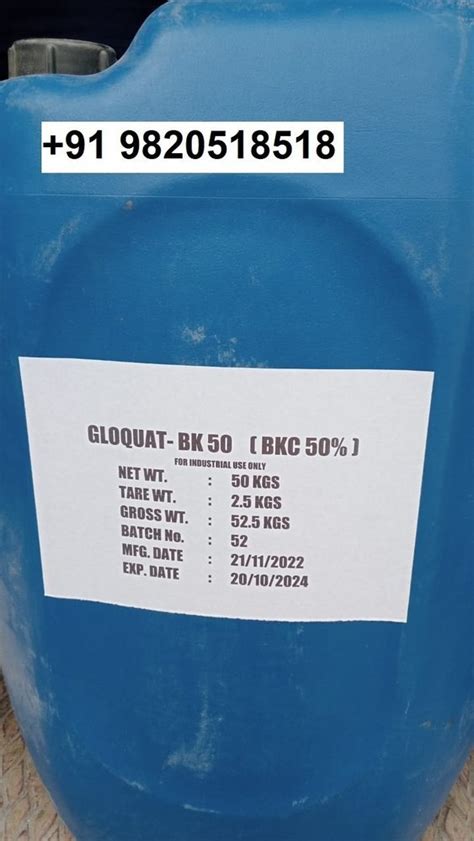 +91 9820518518
GLOQUAT- BK 50 ( BKC 50% )
FOR INDUSTRIAL USE ONLY
NET WT. : 50 KGS
TARE WT. : 2.5 KGS
GROSS WT. : 52.5 KGS
BATCH No. : 52
MFG. DATE : 21/11/2022
EXP. DATE : 20/10/2024